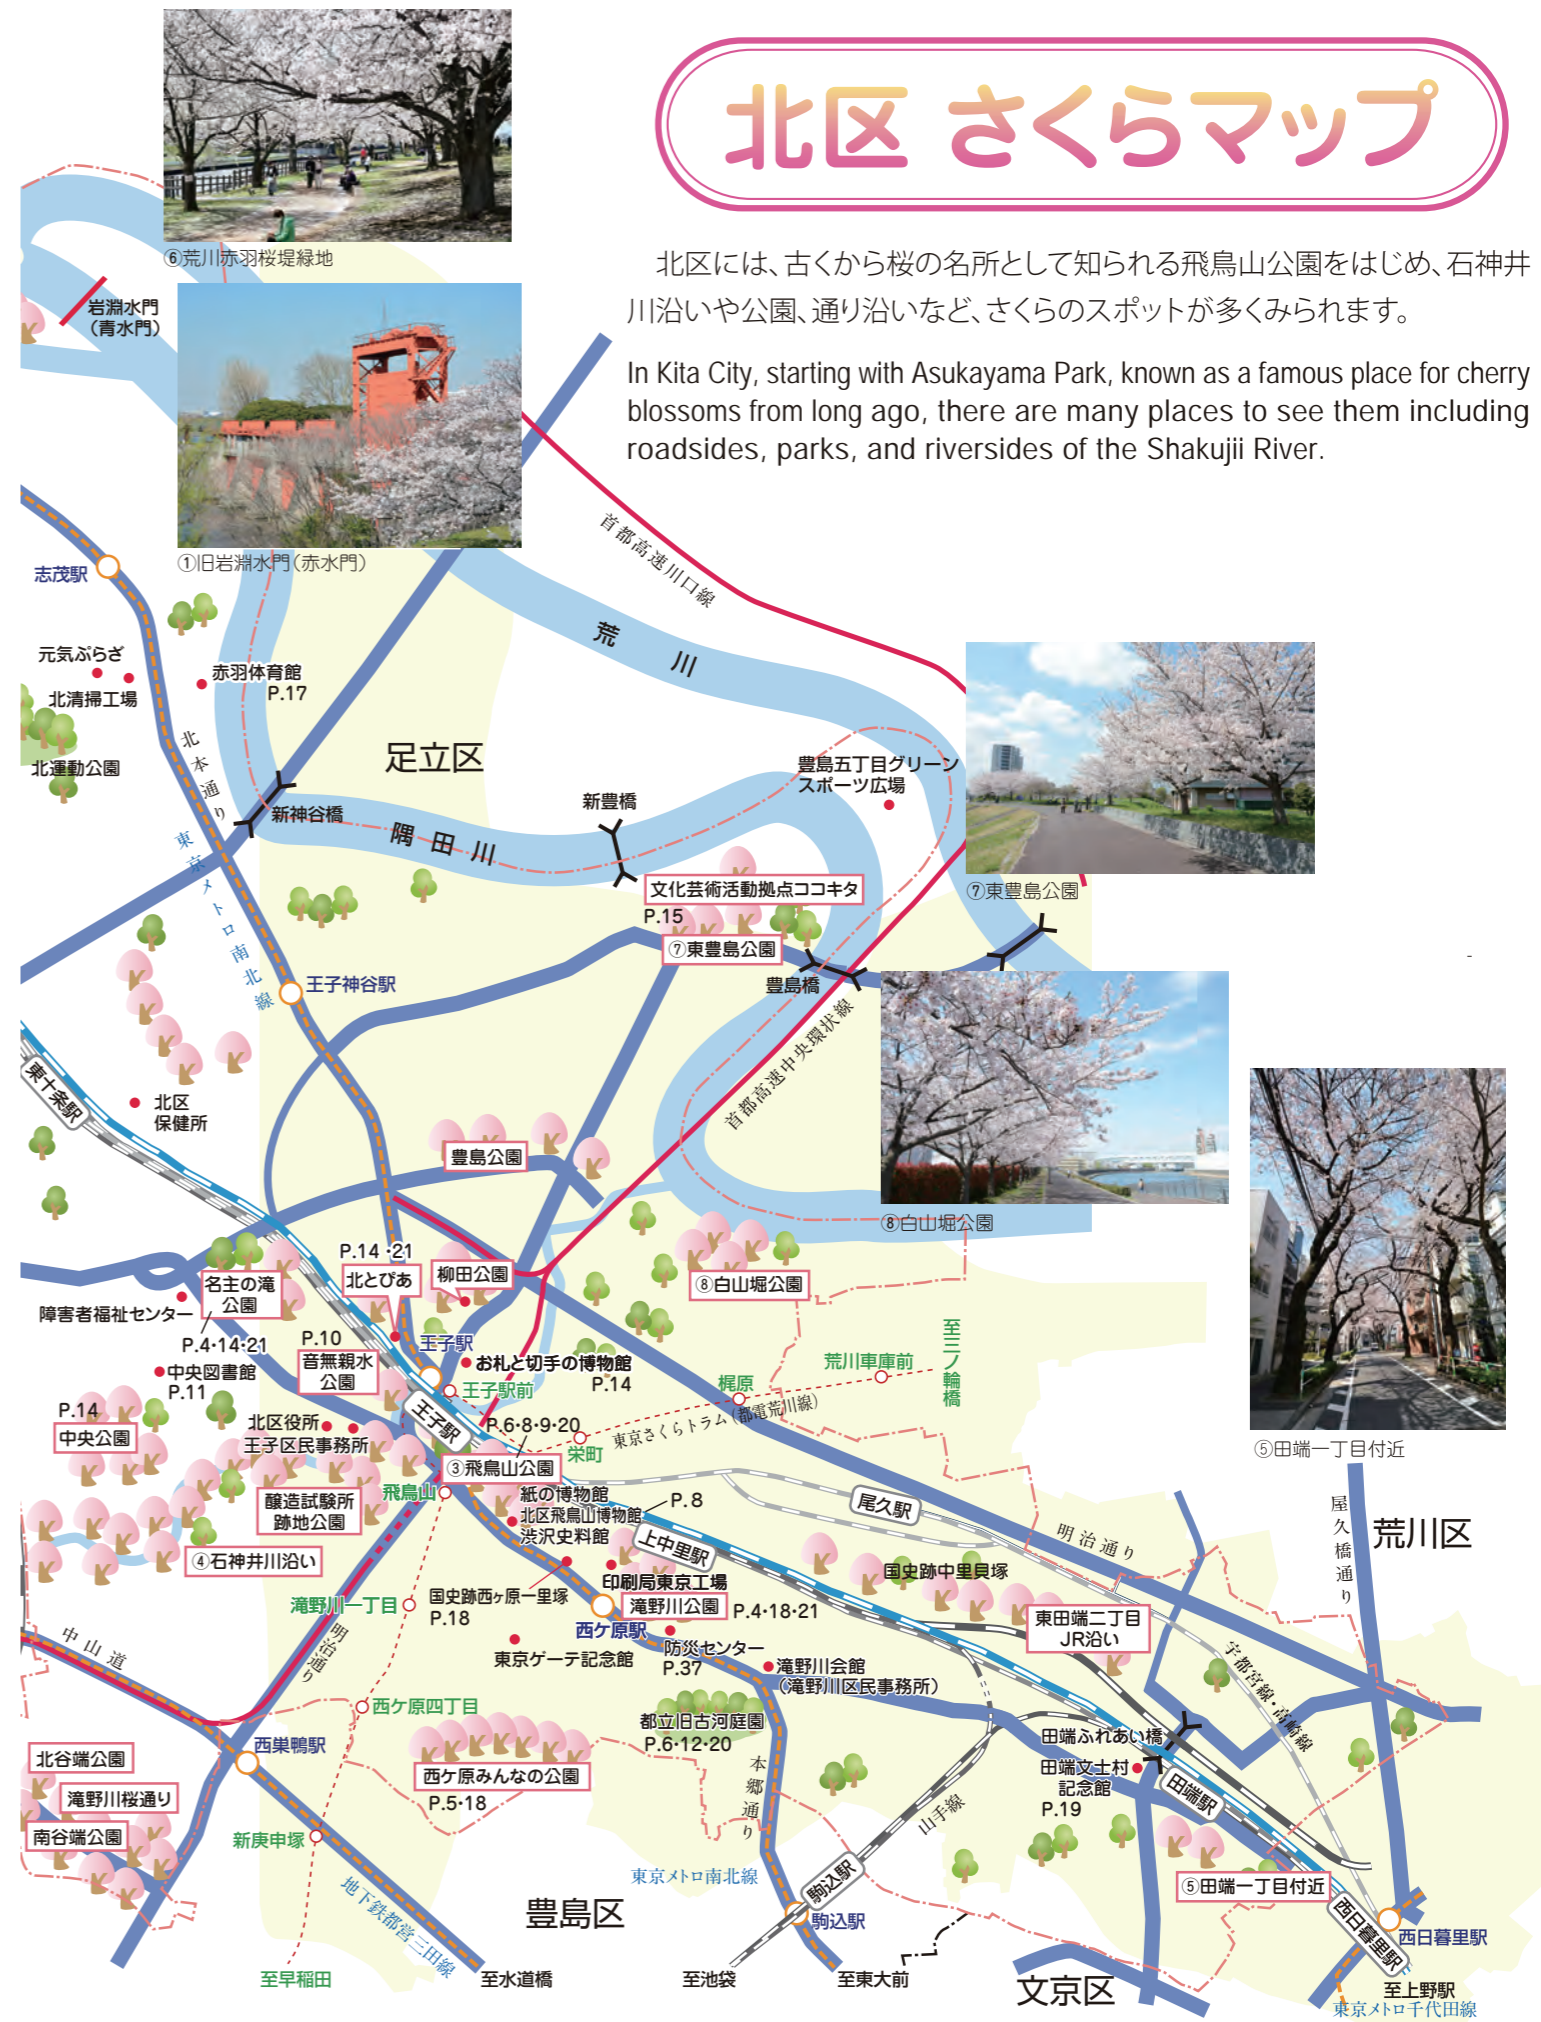 北区 さくらマップ
北区には、古くから桜の名所として知られる飛鳥山公園をはじめ、石神井
川沿いや公園、通り沿いなど、さくらのスポットが多くみられます。
In Kita City, starting with Asukayama Park, known as a famous place for cherry
blossoms from long ago, there are many places to see them including
roadsides, parks, and riversides of the Shakujii River.
⑥荒川赤羽桜堤緑地
岩淵水門
（青水門）
①旧岩淵水門（赤水門）
首都高速川口線
志茂駅
荒川
元気ぷらざ
北清掃工場
赤羽体育館
P.17
北本通り
北運動公園
足立区
豊島五丁目グリーン
スポーツ広場
新神谷橋
新豊橋
隅田川
東京メトロ南北線
文化芸術活動拠点ココキタ
P.15
⑦東豊島公園
⑦東豊島公園
豊島橋
王子神谷駅
首都高速中央環状線
東十条駅
北区
保健所
豊島公園
⑧白山堀公園
P.14・21
北とぴあ
柳田公園
⑧白山堀公園
名主の滝
公園
障害者福祉センター
P.4・14・21
P.10
音無親水
公園
王子駅
お札と切手の博物館
P.14
王子駅前
中央図書館
P.11
P.14
中央公園
北区役所
王子区民事務所
王子駅
P.6・8・9・20
栄町
梶原
荒川車庫前
至三ノ輪橋
東京さくらトラム（都電荒川線）
⑤田端一丁目付近
③飛鳥山公園
飛鳥山
紙の博物館
北区飛鳥山博物館
渋沢史料館
P.8
醸造試験所
跡地公園
④石神井川沿い
上中里駅
尾久駅
明治通り
尾久橋通り
荒川区
国史跡中里貝塚
印刷局東京工場
滝野川公園
P.4・18・21
国史跡西ヶ原一里塚
P.18
西ケ原駅
滝野川一丁目
明治通り
中山道
東京ゲーテ記念館
防災センター
P.37
滝野川会館
（滝野川区民事務所）
東田端二丁目
JR沿い
宇都宮線・高崎線
西ケ原四丁目
都立旧古河庭園
P.6・12・20
田端ふれあい橋
田端文士村
記念館
P.19
田端駅
西巣鴨駅
北谷端公園
滝野川桜通り
南谷端公園
西ケ原みんなの公園
P.5・18
本郷通り
山手線
新庚申塚
地下鉄都営三田線
東京メトロ南北線
駒込駅
駒込駅
豊島区
⑤田端一丁目付近
西日暮里駅
西日暮里駅
至早稲田
至水道橋
至池袋
至東大前
文京区
至上野駅
東京メトロ千代田線